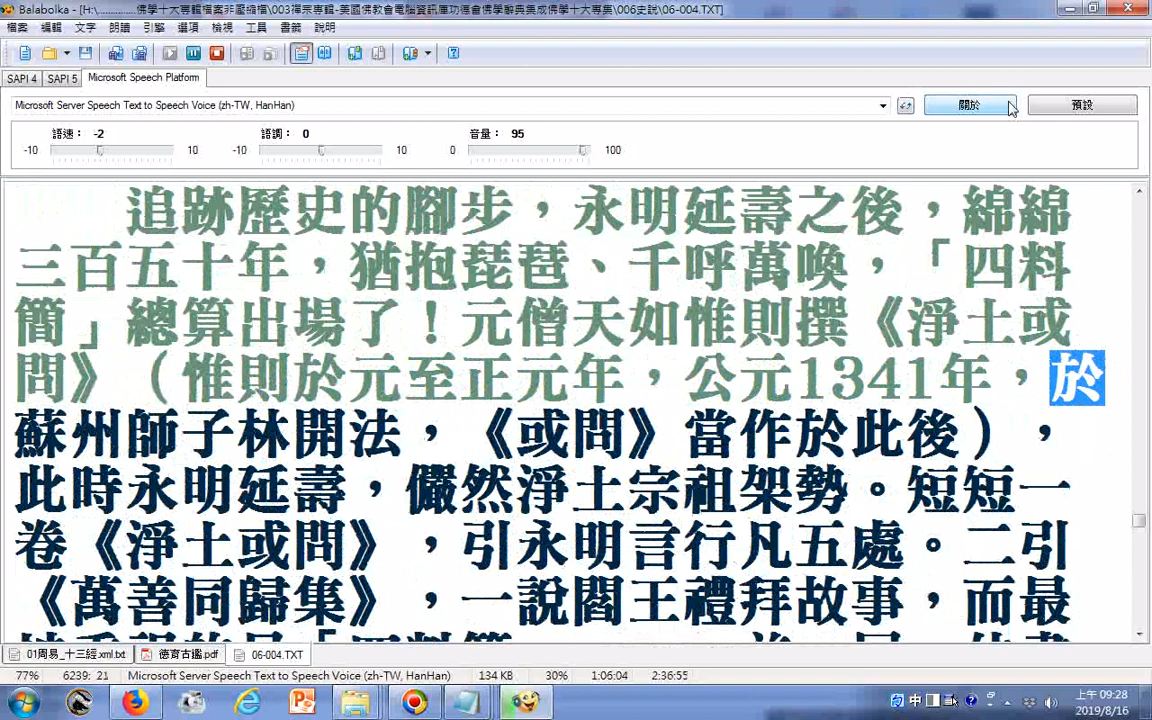 Balabolka - [H:\...............佛學十大專輯檔案非壓縮檔\003禪宗專輯-美國佛教會電腦資訊庫功德會佛學辭典集成佛學十大專集\006史說\06-004.TXT]
檔案 編輯 文字 朗讀 引擎 選項 檢視 工具 書籤 說明
SAPI 4 SAPI 5 Microsoft Speech Platform
Microsoft Server Speech Text to Speech Voice (zh-TW, HanHan) 關於 預設
語速： -2 語調： 0 音量： 95
-10 10 -10 10 0 100
追跡歷史的腳步，永明延壽之後，綿綿
三百五十年，猶抱琵琶、千呼萬喚，「四料
簡」總算出場了！元僧天如惟則撰《淨土或
問》（惟則於元至正元年，公元1341年，於
蘇州師子林開法，《或問》當作於此後），
此時永明延壽，儼然淨土宗祖架勢。短短一
卷《淨土或問》，引永明言行凡五處。二引
《萬善同歸集》，一說閻王禮拜故事，而最
01周易_十三經.xml.txt 德育古鑑.pdf 06-004.TXT
77% 6239: 21 Microsoft Server Speech Text to Speech Voice (zh-TW, HanHan) 134 KB 30% 1:06:04 2:36:55
中 上午 09:28
2019/8/16